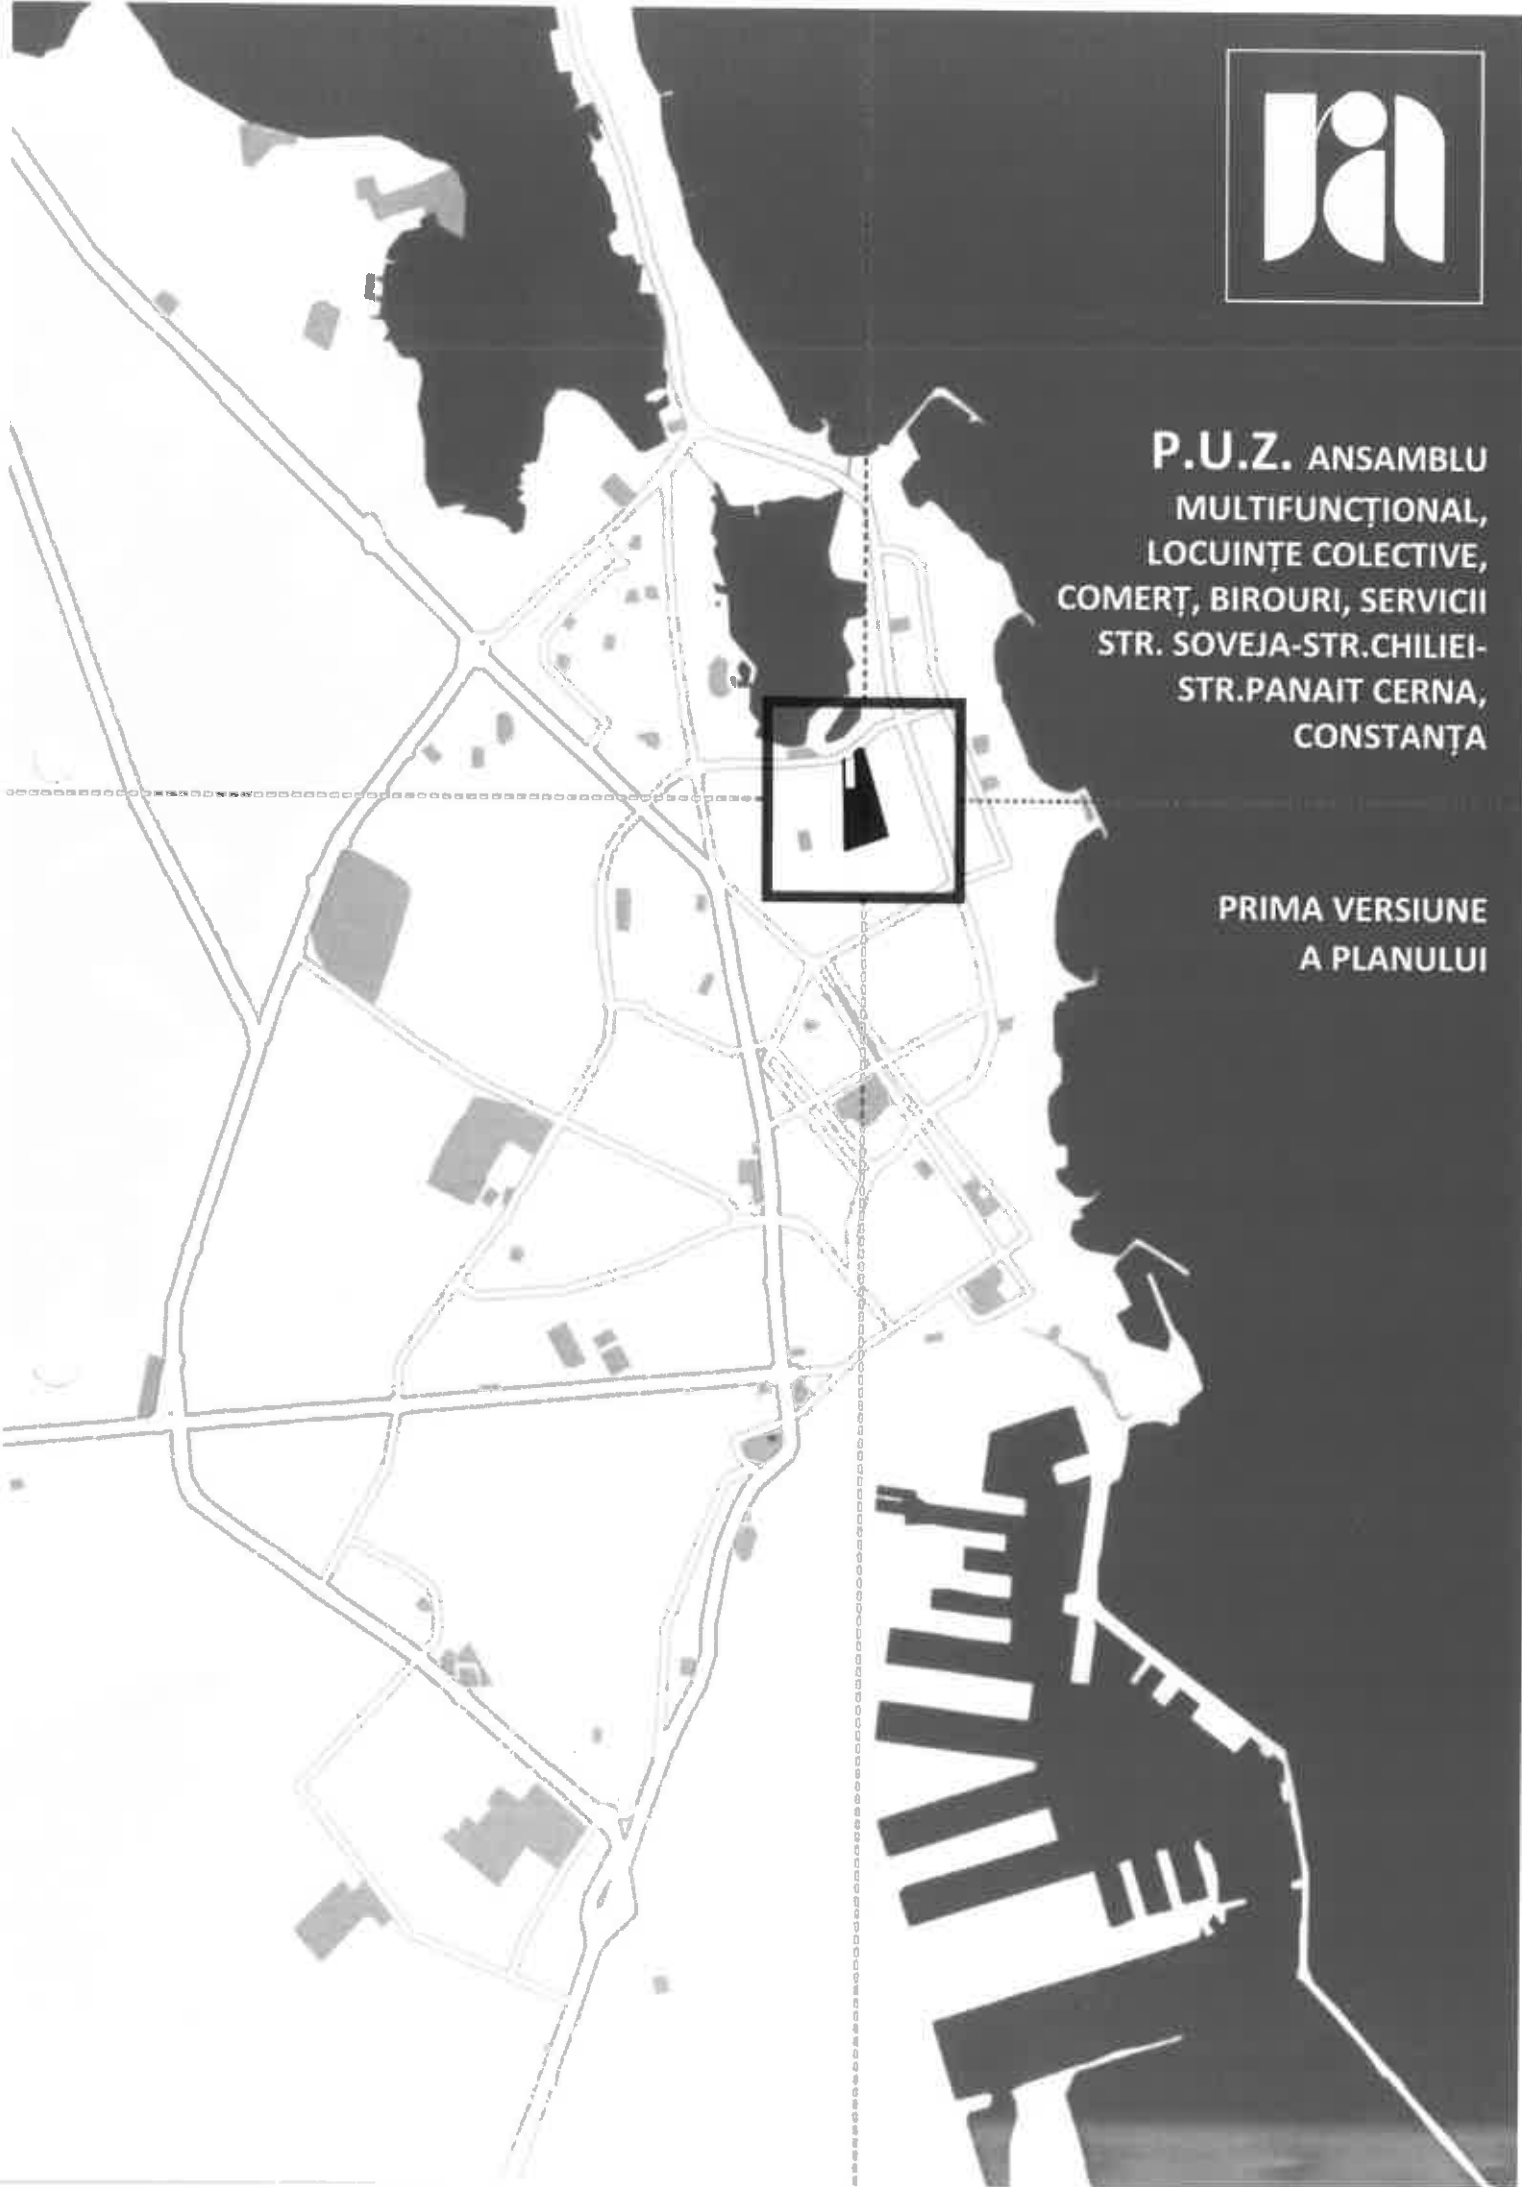 P.U.Z. ANSAMBLU
MULTIFUNCȚIONAL,
LOCUINȚE COLECTIVE,
COMERȚ, BIROURI, SERVICII
STR. SOVEJA-STR.CHILIEI-
STR.PANAIT CERNA,
CONSTANȚA
PRIMA VERSIUNE
A PLANULUI